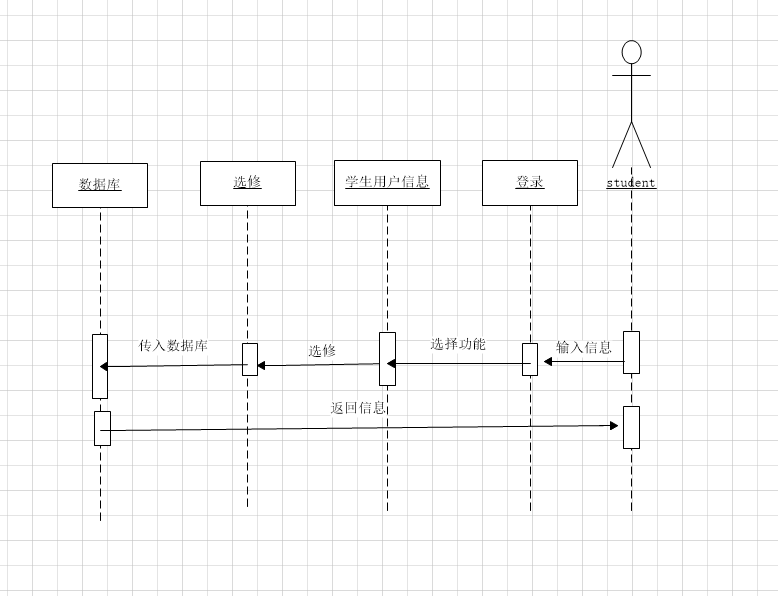 数据库
选修
学生用户信息
登录
student
传入数据库
选修
选择功能
输入信息
返回信息